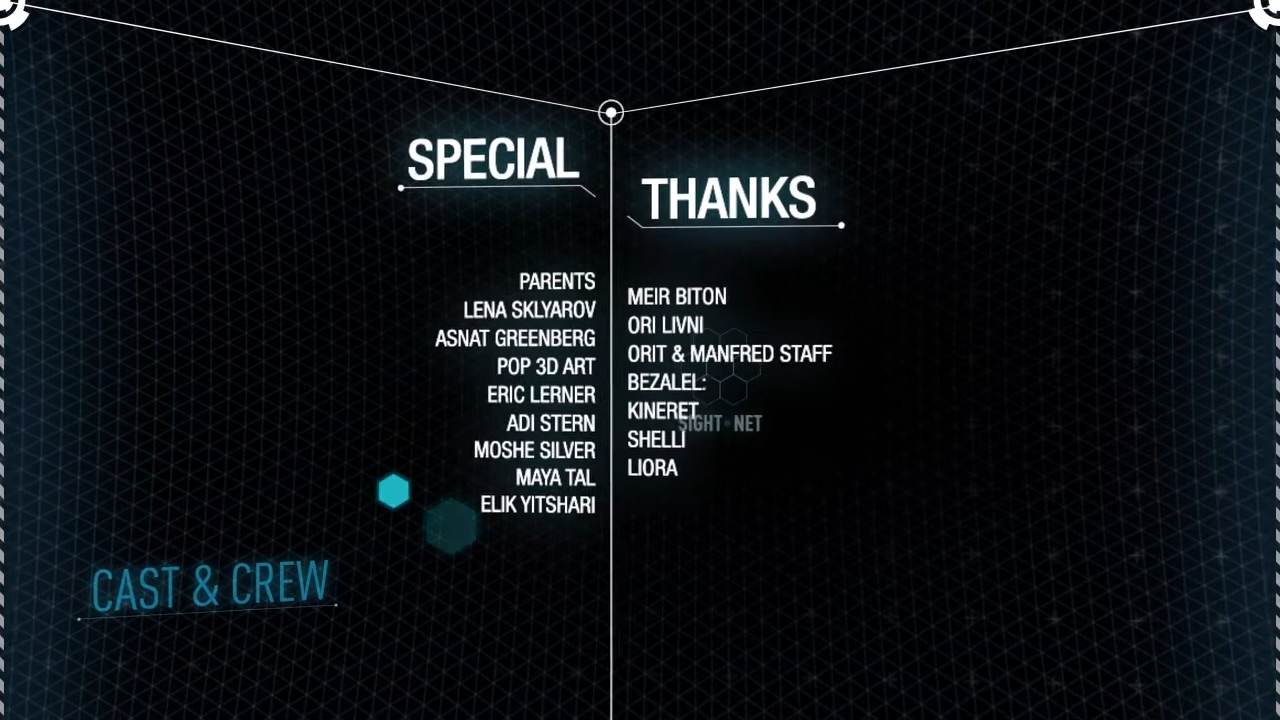 SPECIAL
THANKS
PARENTS
LENA SKLYAROV
ASNAT GREENBERG
POP 3D ART
ERIC LERNER
ADI STERN
MOSHE SILVER
MAYA TAL
ELIK YITSHARI
MEIR BITON
ORI LIVNI
ORIT & MANFRED STAFF
BEZALEL:
KINERET
SHELLI
LIORA
SIGHT NET
CAST & CREW